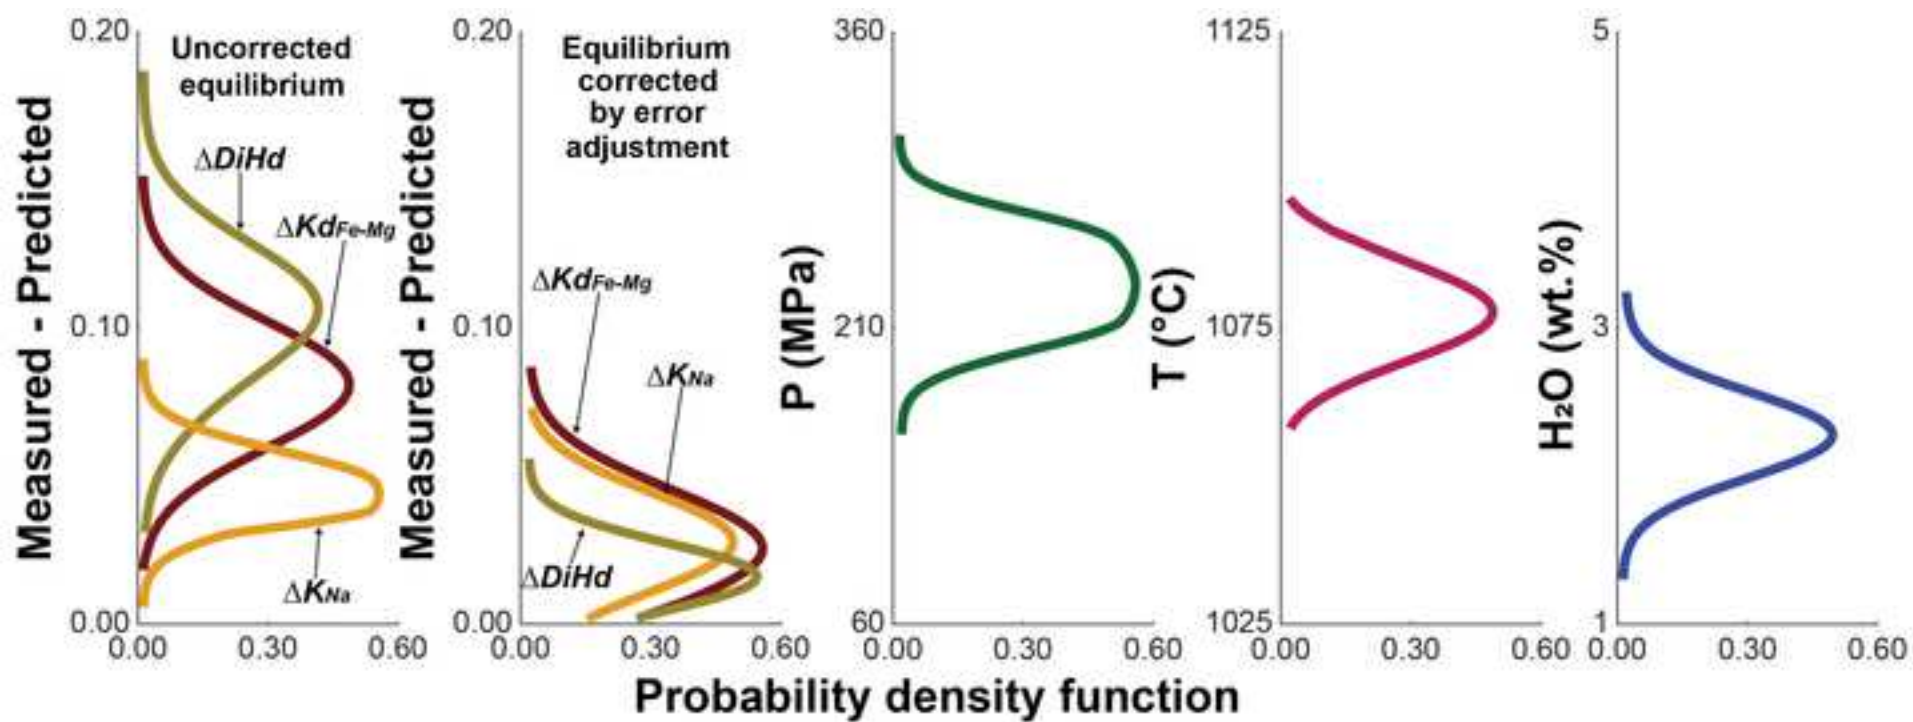 Measured - Predicted
0.20
0.10
0.00
Uncorrected
equilibrium
ΔDiHd
ΔKdFe-Mg
ΔKNa
0.00 0.30 0.60
Measured - Predicted
0.20
0.10
0.00
Equilibrium
corrected
by error
adjustment
ΔKdFe-Mg
ΔKNa
ΔDiHd
0.00 0.30 0.60
P (MPa)
360
210
60
0.00 0.30 0.60
T (°C)
1125
1075
1025
0.00 0.30 0.60
H₂O (wt.%)
5
3
1
0.00 0.30 0.60
Probability density function